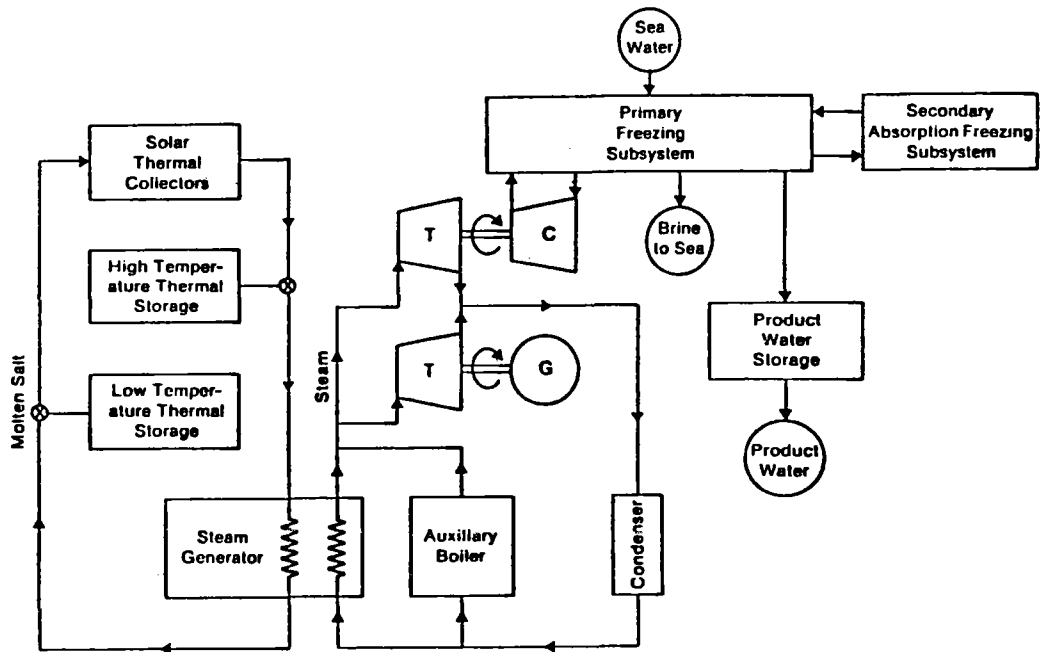 Sea
Water
Primary
Freezing
Subsystem
Secondary
Absorption Freezing
Subsystem
Solar
Thermal
Collectors
T
C
Brine
to Sea
High Temper-
ature Thermal
Storage
Product
Water
Storage
Steam
T
G
Molten Salt
Low Temper-
ature Thermal
Storage
Product
Water
Steam
Generator
Auxillary
Boiler
Condenser